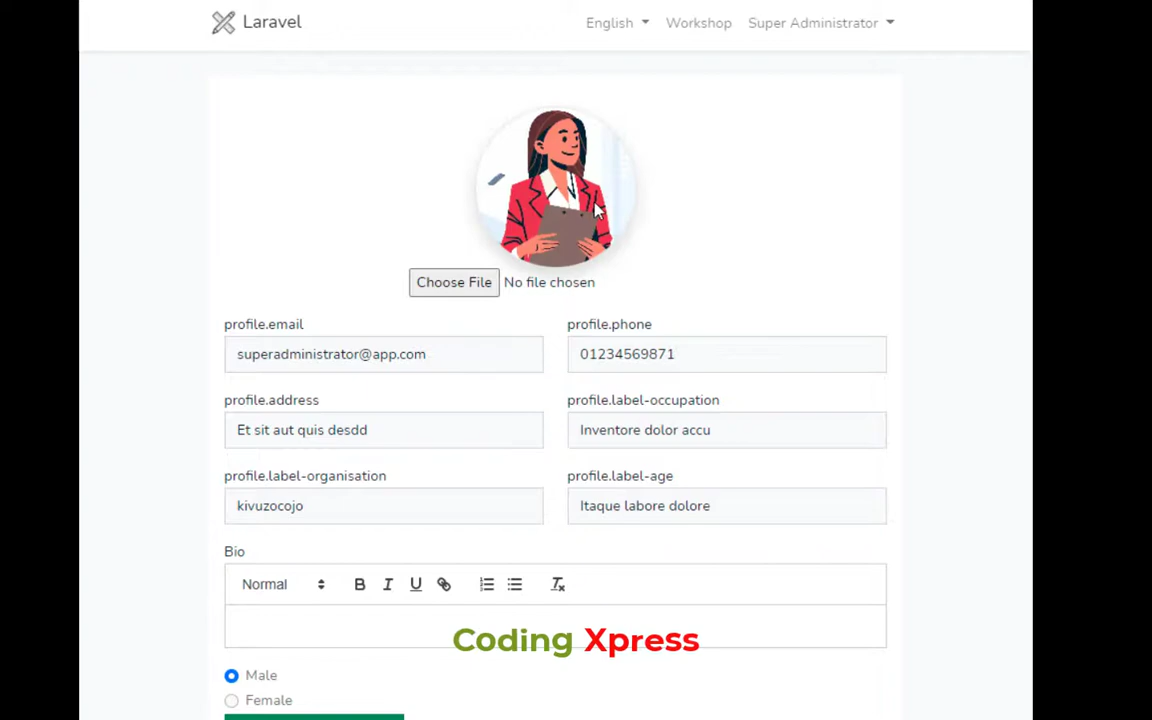 Laravel English Workshop Super Administrator
Choose File No file chosen
profile.email profile.phone
superadministrator@app.com 01234569871
profile.address profile.label-occupation
Et sit aut quis desdd Inventore dolor accu
profile.label-organisation profile.label-age
kivuzocojo Itaque labore dolore
Bio
Normal B I U
Coding Xpress
Male
Female